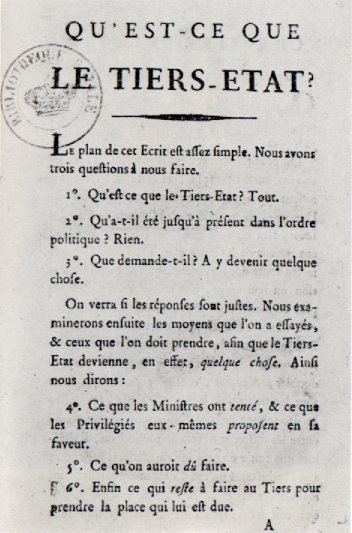 QU'EST-CE QUE
LE TIERS-ETAT?
BIBLIOTHEQUE ROYALE
LE plan de cet Ecrit eſt aſſez ſimple. Nous avons
trois queſtions à nous faire.
1°. Qu'eſt ce que le Tiers-Etat? Tout.
2°. Qu'a-t-il été juſqu'à préſent dans l'ordre
politique ? Rien.
3°. Que demande-t-il? A y devenir quelque
choſe.
On verra ſi les réponſes ſont juſtes. Nous exa-
minerons enſuite les moyens que l'on a eſſayés,
& ceux que l'on doit prendre, afin que le Tiers-
Etat devienne, en effet, quelque choſe. Ainſi
nous dirons :
4°. Ce que les Miniſtres ont tenté, & ce que
les Privilégiés eux-mêmes propoſent en ſa
faveur.
5°. Ce qu'on auroit dû faire.
6°. Enfin ce qui reſte à faire au Tiers pour
prendre la place qui lui eſt due.
A